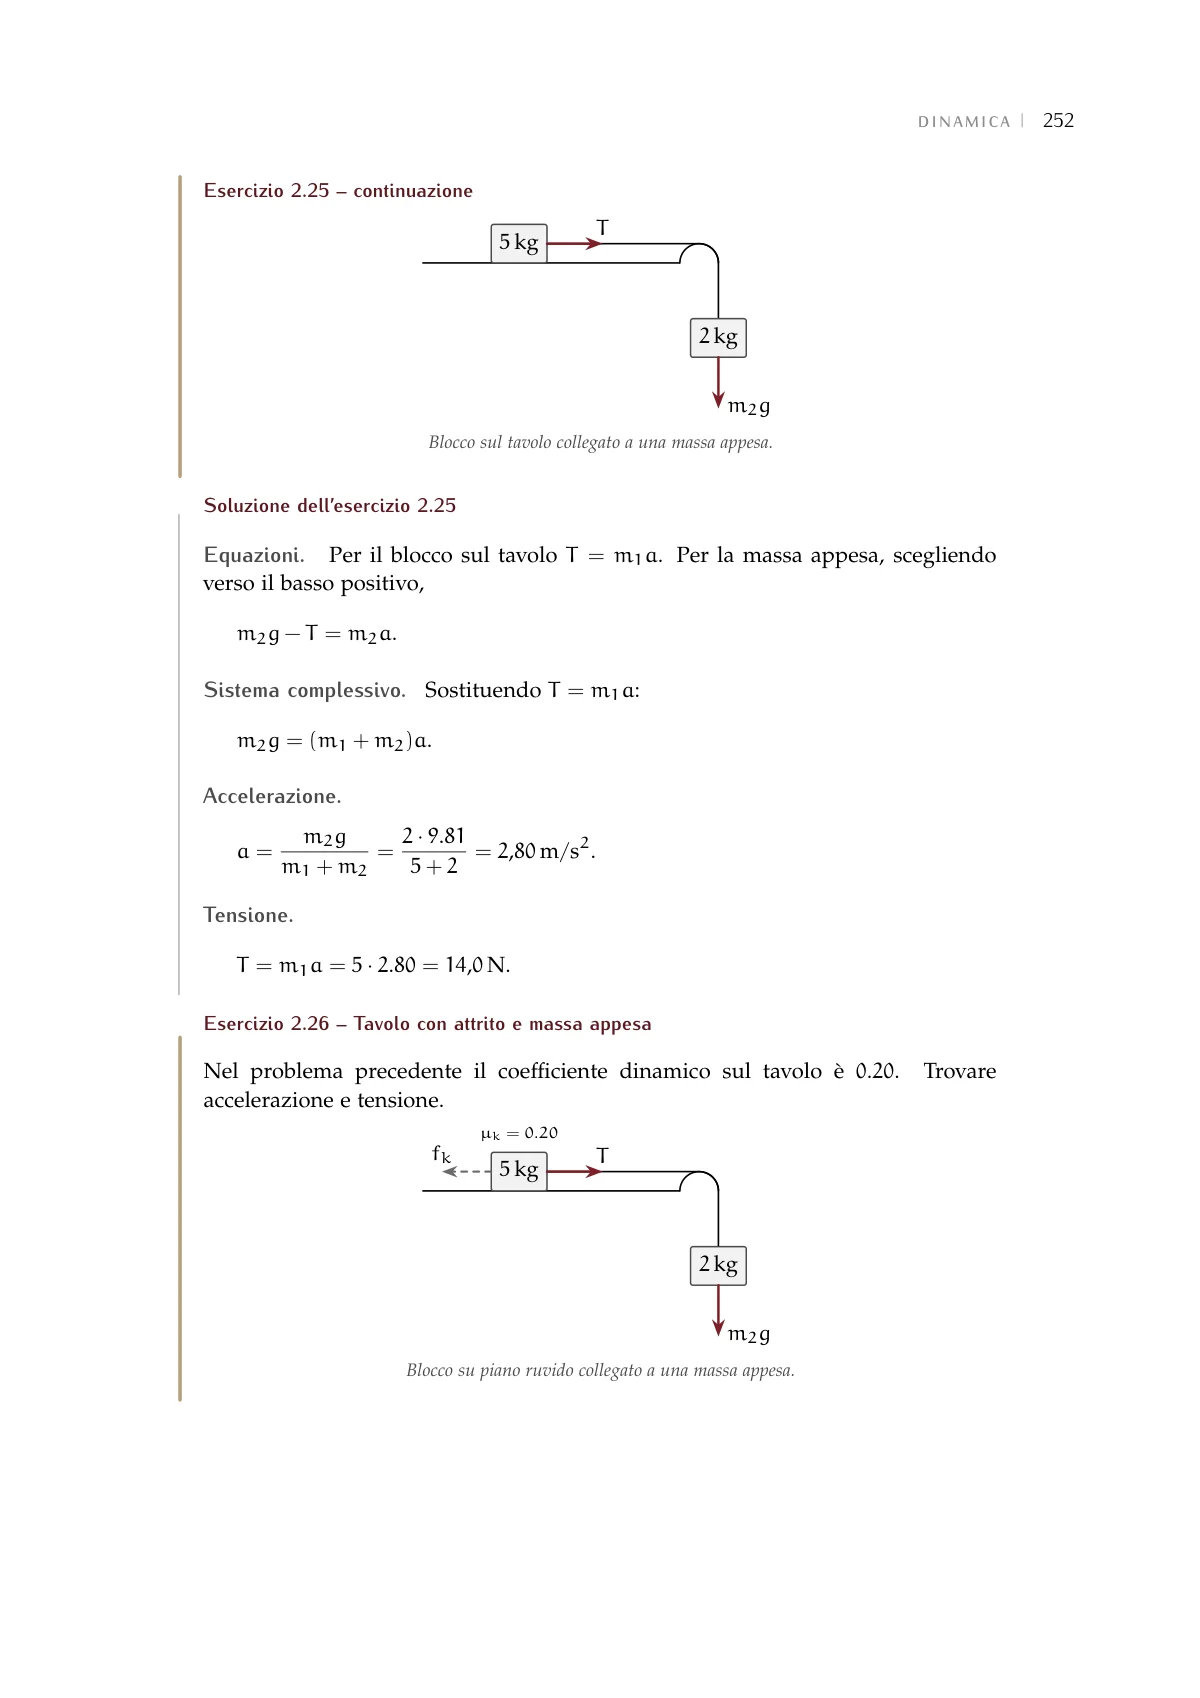 DINAMICA | 252
Esercizio 2.25 – continuazione
T
5 kg
2 kg
m₂g
Blocco sul tavolo collegato a una massa appesa.
Soluzione dell'esercizio 2.25
Equazioni. Per il blocco sul tavolo T = m₁a. Per la massa appesa, scegliendo
verso il basso positivo,
m₂g − T = m₂a.
Sistema complessivo. Sostituendo T = m₁a:
m₂g = (m₁ + m₂)a.
Accelerazione.
a = m₂g / (m₁ + m₂) = 2 · 9.81 / (5 + 2) = 2,80 m/s².
Tensione.
T = m₁a = 5 · 2.80 = 14,0 N.
Esercizio 2.26 – Tavolo con attrito e massa appesa
Nel problema precedente il coefficiente dinamico sul tavolo è 0.20. Trovare
accelerazione e tensione.
μₖ = 0.20
fₖ
T
5 kg
2 kg
m₂g
Blocco su piano ruvido collegato a una massa appesa.